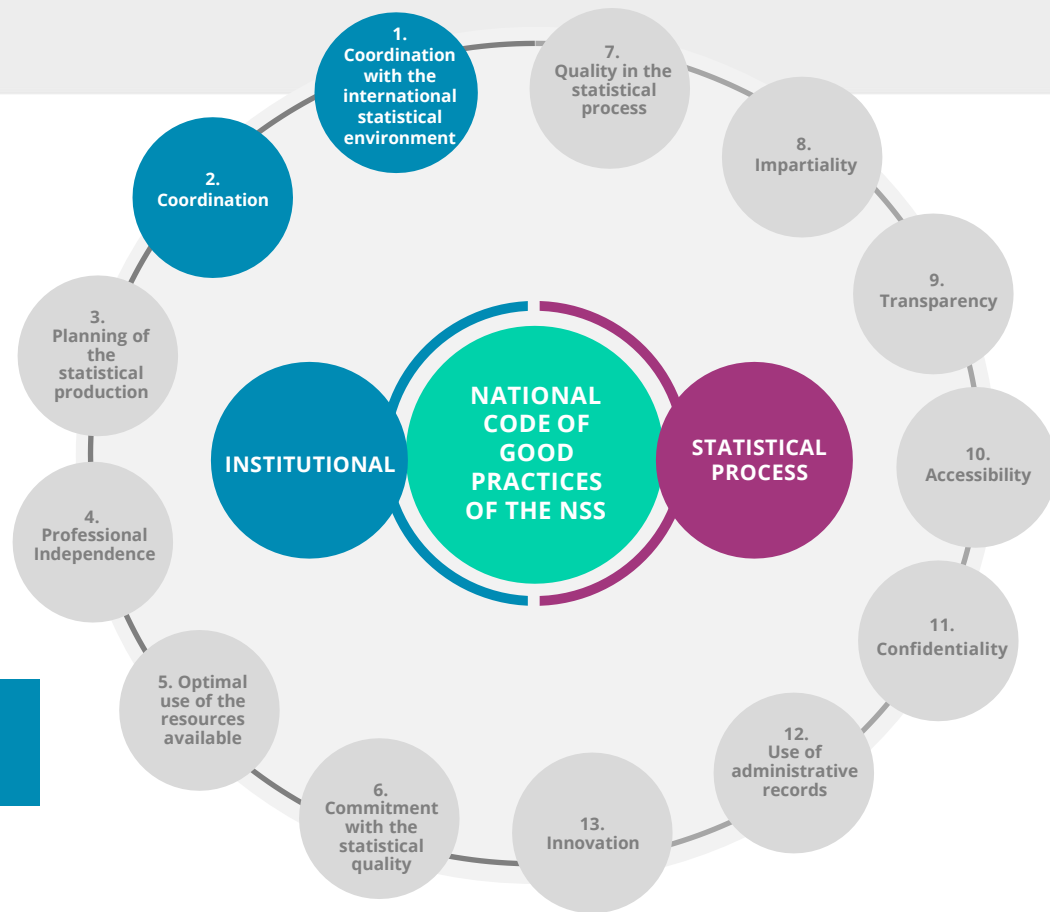 1.
Coordination
with the
international
statistical
environment
2.
Coordination
3.
Planning of
the
statistical
production
4.
Professional
Independence
5. Optimal
use of the
resources
available
6.
Commitment
with the
statistical
quality
7.
Quality in the
statistical
process
8.
Impartiality
9.
Transparency
10.
Accessibility
11.
Confidentiality
12.
Use of
administrative
records
13.
Innovation
INSTITUTIONAL
NATIONAL
CODE OF
GOOD
PRACTICES
OF THE NSS
STATISTICAL
PROCESS